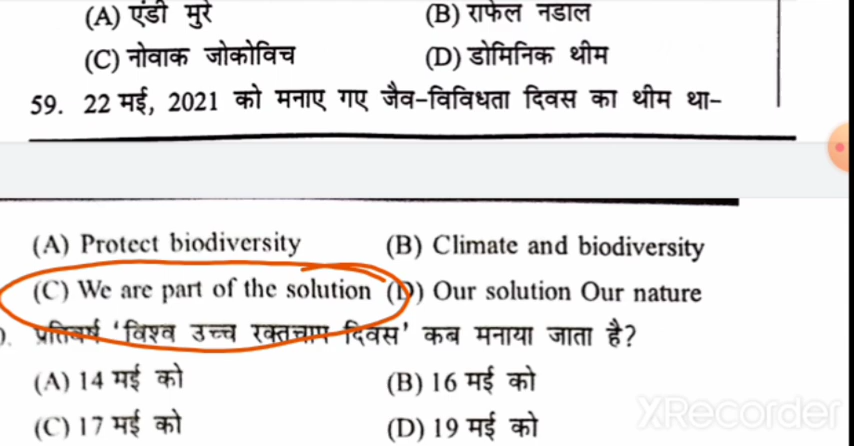 (A) एंडी मुरे (B) राफेल नडाल
(C) नोवाक जोकोविच (D) डोमिनिक थीम
59. 22 मई, 2021 को मनाए गए जैव-विविधता दिवस का थीम था-
(A) Protect biodiversity (B) Climate and biodiversity
(C) We are part of the solution (D) Our solution Our nature
प्रतिवर्ष 'विश्व उच्च रक्तचाप दिवस' कब मनाया जाता है?
(A) 14 मई को (B) 16 मई को
(C) 17 मई को (D) 19 मई को
XRecorder